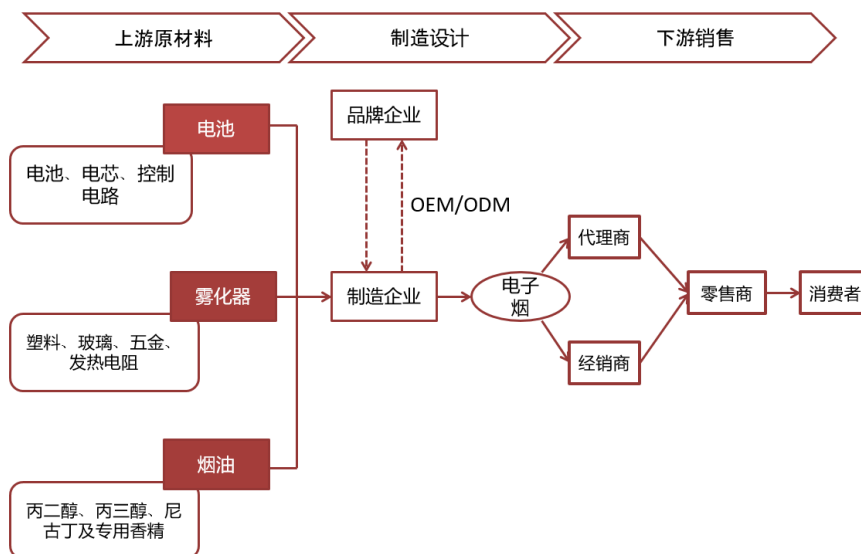 上游原材料
制造设计
下游销售
电池
电池、电芯、控制
电路
雾化器
塑料、玻璃、五金、
发热电阻
烟油
丙二醇、丙三醇、尼
古丁及专用香精
品牌企业
OEM/ODM
制造企业
电子
烟
代理商
经销商
零售商
消费者